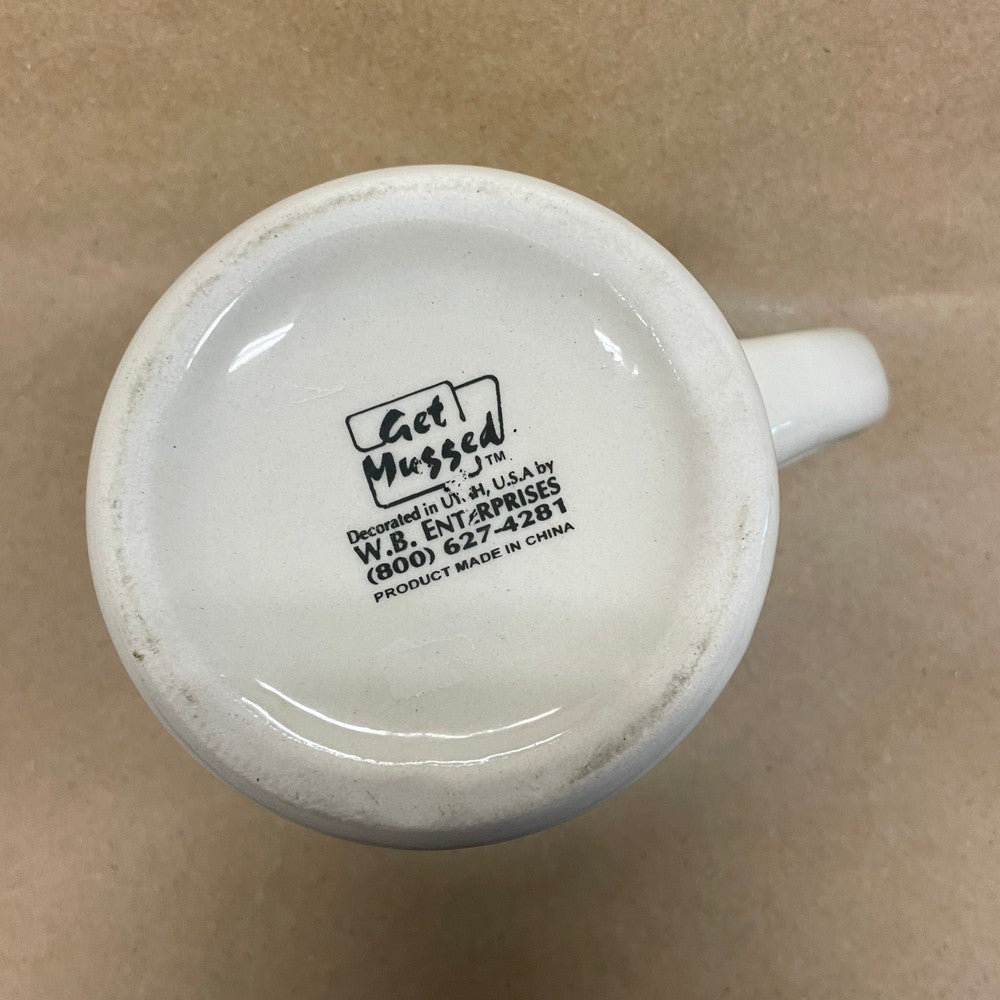 Get
Mugged TM
Decorated in UTAH, U.S.A by
W.B. ENTERPRISES
(800) 627-4281
PRODUCT MADE IN CHINA